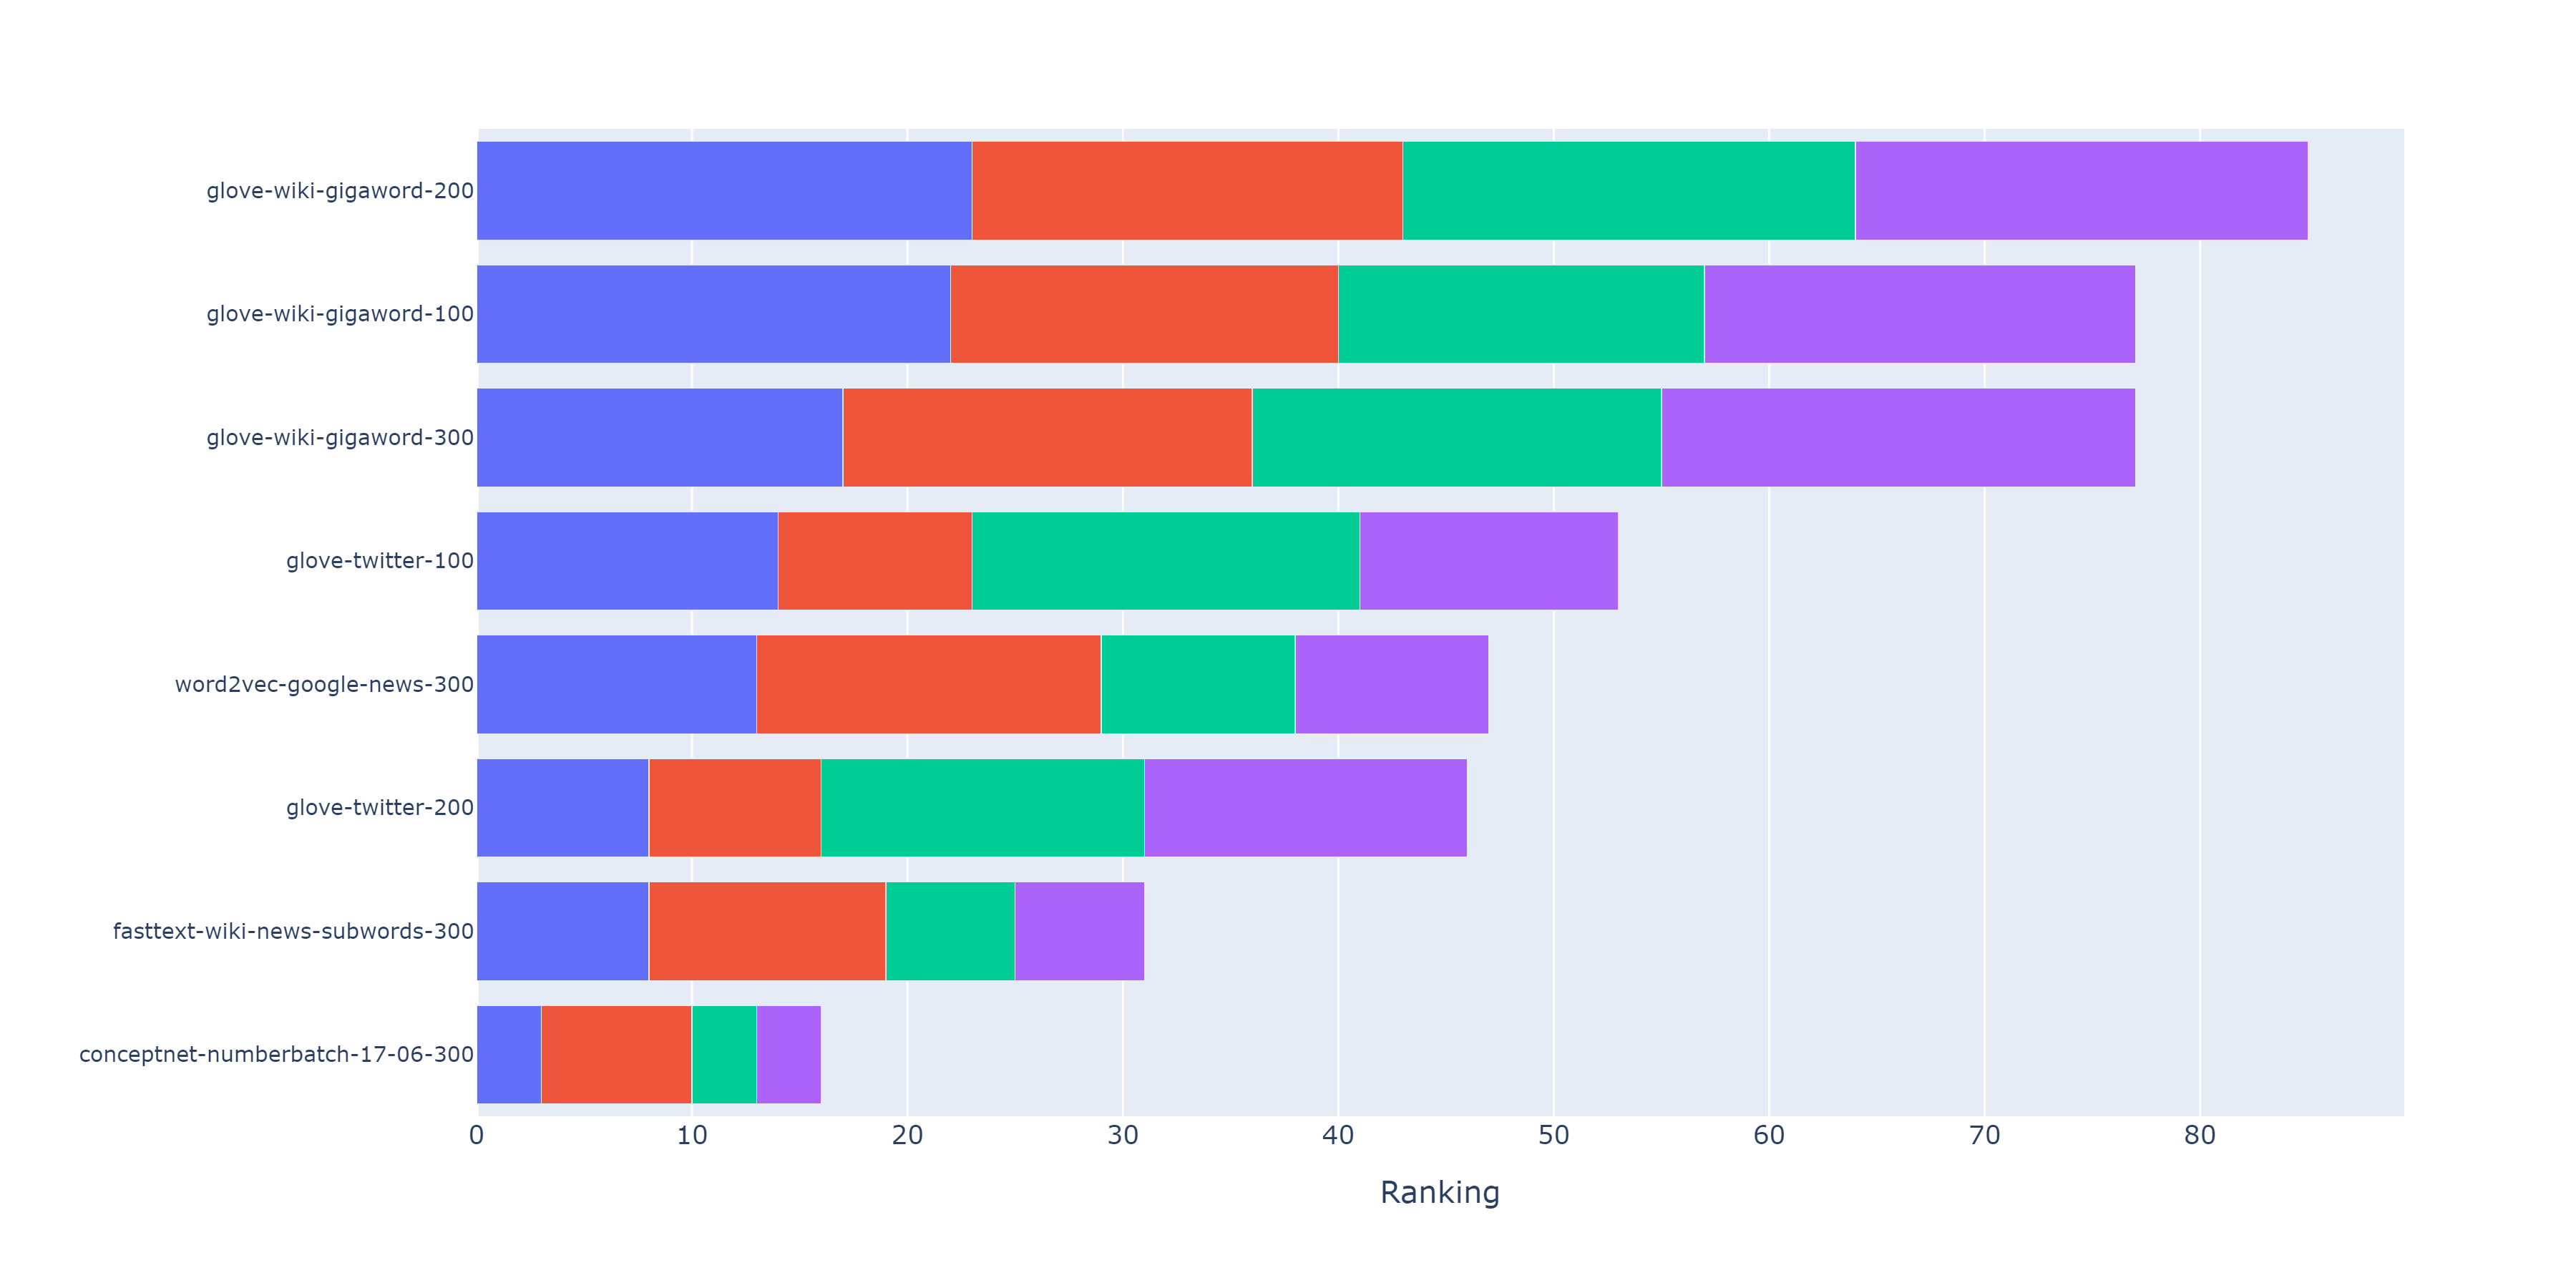 glove-wiki-gigaword-200
glove-wiki-gigaword-100
glove-wiki-gigaword-300
glove-twitter-100
word2vec-google-news-300
glove-twitter-200
fasttext-wiki-news-subwords-300
conceptnet-numberbatch-17-06-300
0 10 20 30 40 50 60 70 80
Ranking